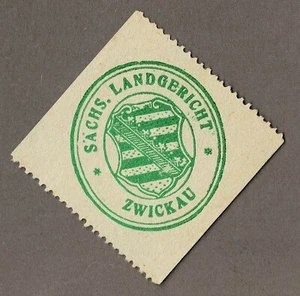 * SÄCHS. LANDGERICHT *
ZWICKAU